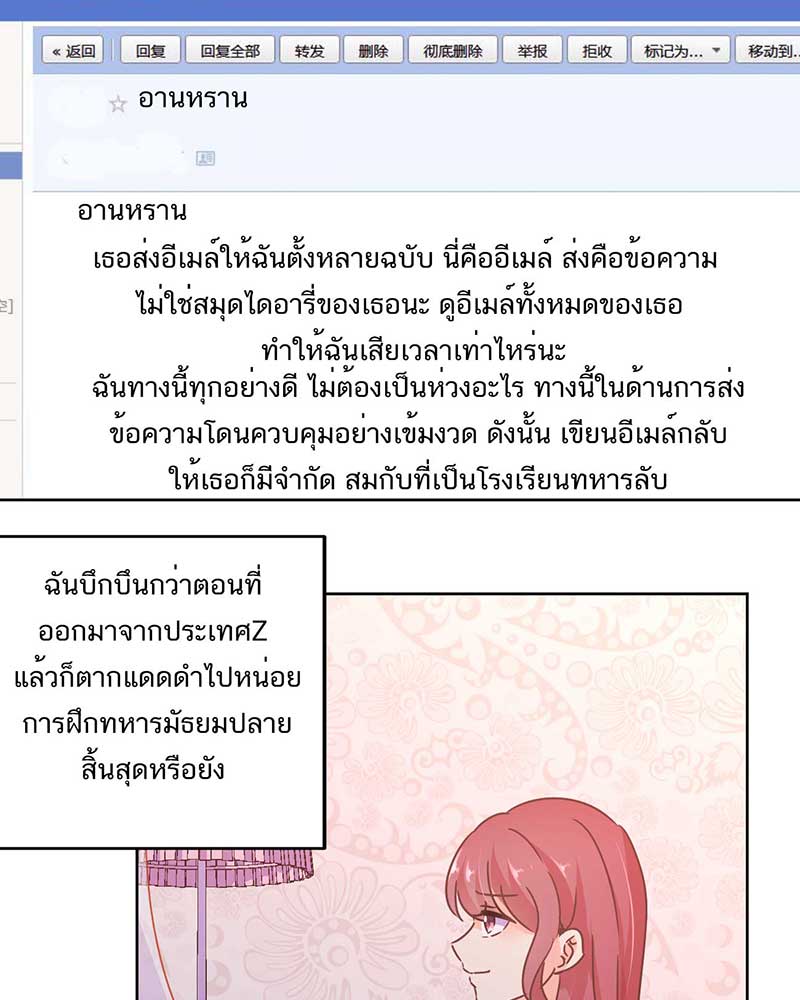 « 返回 回复 回复全部 转发 删除 彻底删除 举报 拒收 标记为... 移动到..
อานหราน
อานหราน
เธอส่งอีเมล์ให้ฉันตั้งหลายฉบับ นี่คืออีเมล์ ส่งคือข้อความ
ไม่ใช่สมุดไดอารี่ของเธอนะ ดูอีเมล์ทั้งหมดของเธอ
ทำให้ฉันเสียเวลาเท่าไหร่นะ
ฉันทางนี้ทุกอย่างดี ไม่ต้องเป็นห่วงอะไร ทางนี้ในด้านการส่ง
ข้อความโดนควบคุมอย่างเข้มงวด ดังนั้น เขียนอีเมล์กลับ
ให้เธอก็มีจำกัด สมกับที่เป็นโรงเรียนทหารลับ
ฉันบึกบึนกว่าตอนที่
ออกมาจากประเทศZ
แล้วก็ตากแดดดำไปหน่อย
การฝึกทหารมัธยมปลาย
สิ้นสุดหรือยัง